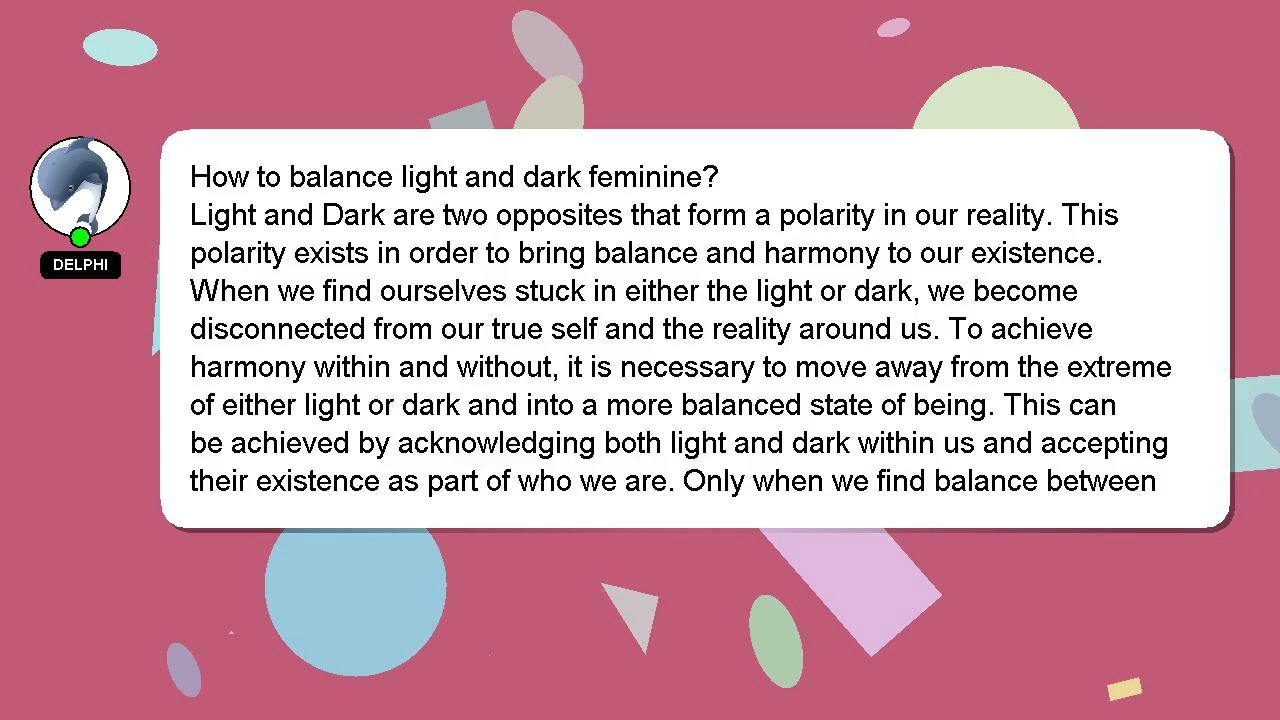 How to balance light and dark feminine?
Light and Dark are two opposites that form a polarity in our reality. This
polarity exists in order to bring balance and harmony to our existence.
When we find ourselves stuck in either the light or dark, we become
disconnected from our true self and the reality around us. To achieve
harmony within and without, it is necessary to move away from the extreme
of either light or dark and into a more balanced state of being. This can
be achieved by acknowledging both light and dark within us and accepting
their existence as part of who we are. Only when we find balance between
DELPHI